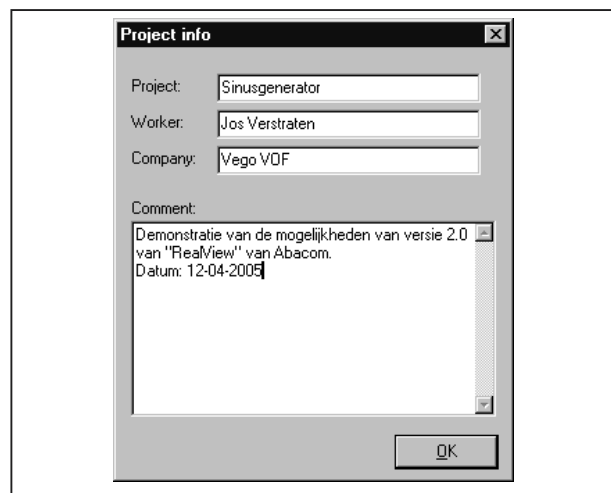 Project info
Project: Sinusgenerator
Worker: Jos Verstraten
Company: Vego VOF
Comment:
Demonstratie van de mogelijkheden van versie 2.0
van "RealView" van Abacom.
Datum: 12-04-2005
OK